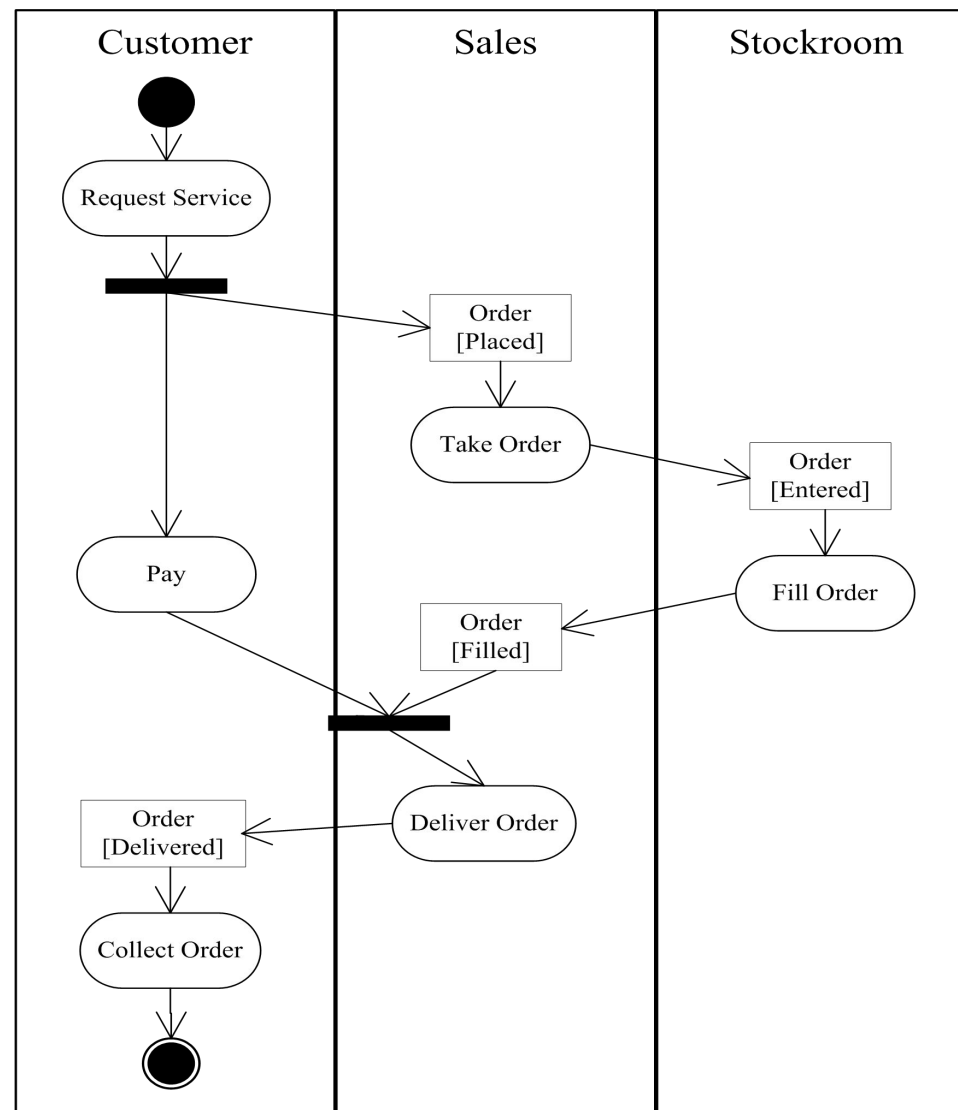 Customer
Sales
Stockroom
Request Service
Order
[Placed]
Take Order
Order
[Entered]
Pay
Fill Order
Order
[Filled]
Deliver Order
Order
[Delivered]
Collect Order